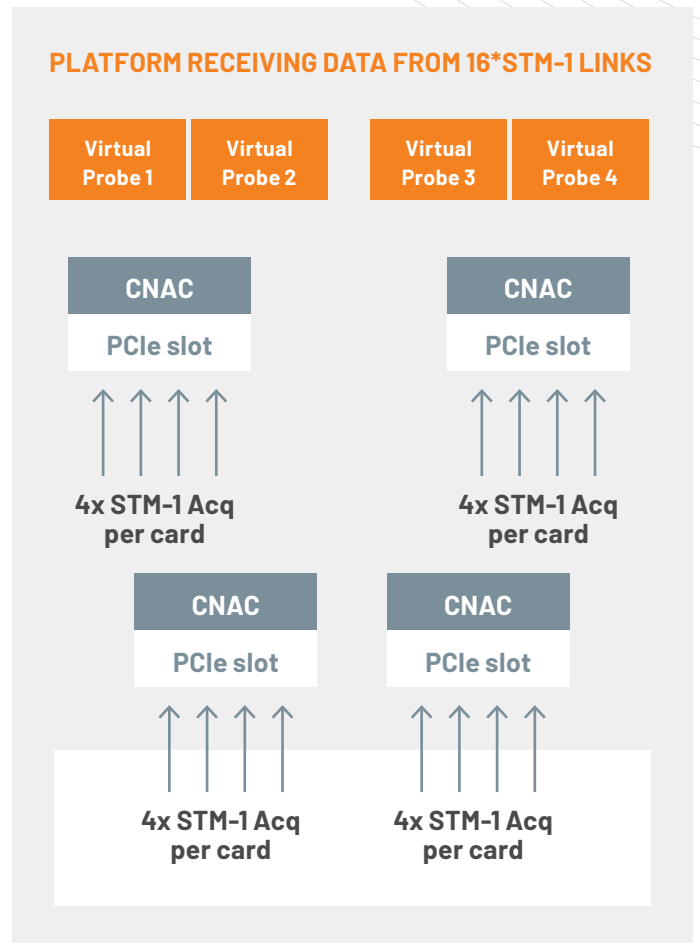 PLATFORM RECEIVING DATA FROM 16*STM-1 LINKS
Virtual
Probe 1
Virtual
Probe 2
Virtual
Probe 3
Virtual
Probe 4
CNAC
PCIe slot
4x STM-1 Acq
per card
CNAC
PCIe slot
4x STM-1 Acq
per card
CNAC
PCIe slot
4x STM-1 Acq
per card
CNAC
PCIe slot
4x STM-1 Acq
per card